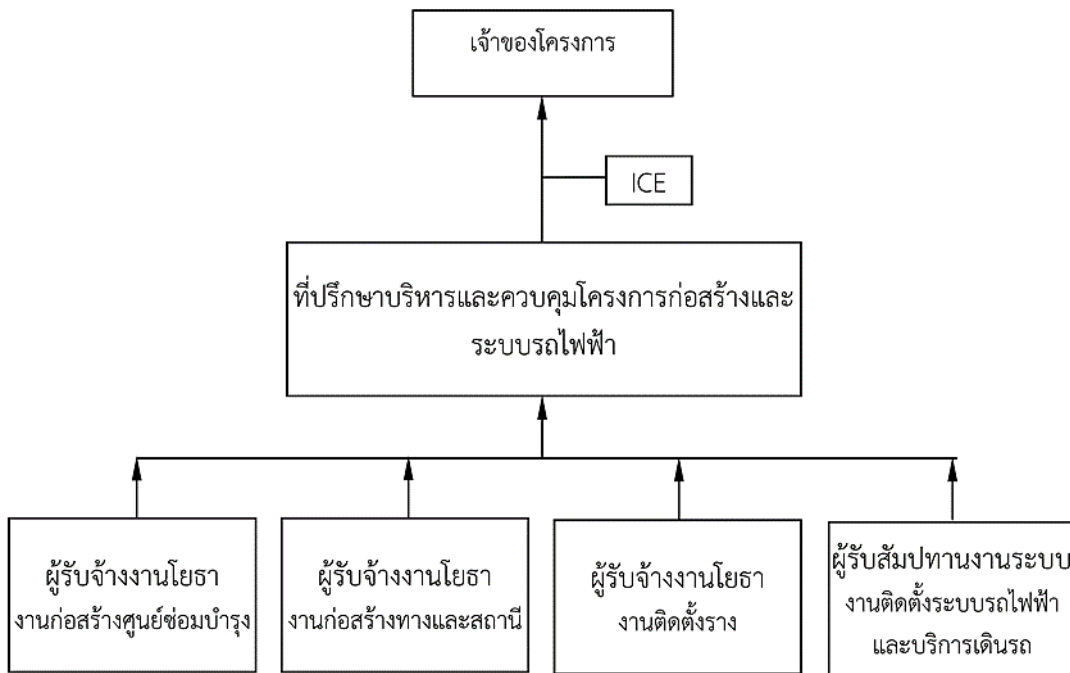 เจ้าของโครงการ
ICE
ที่ปรึกษาบริหารและควบคุมโครงการก่อสร้างและ
ระบบรถไฟฟ้า
ผู้รับจ้างงานโยธา
งานก่อสร้างศูนย์ซ่อมบำรุง
ผู้รับจ้างงานโยธา
งานก่อสร้างทางและสถานี
ผู้รับจ้างงานโยธา
งานติดตั้งราง
ผู้รับสัมปทานงานระบบ
งานติดตั้งระบบรถไฟฟ้า
และบริการเดินรถ